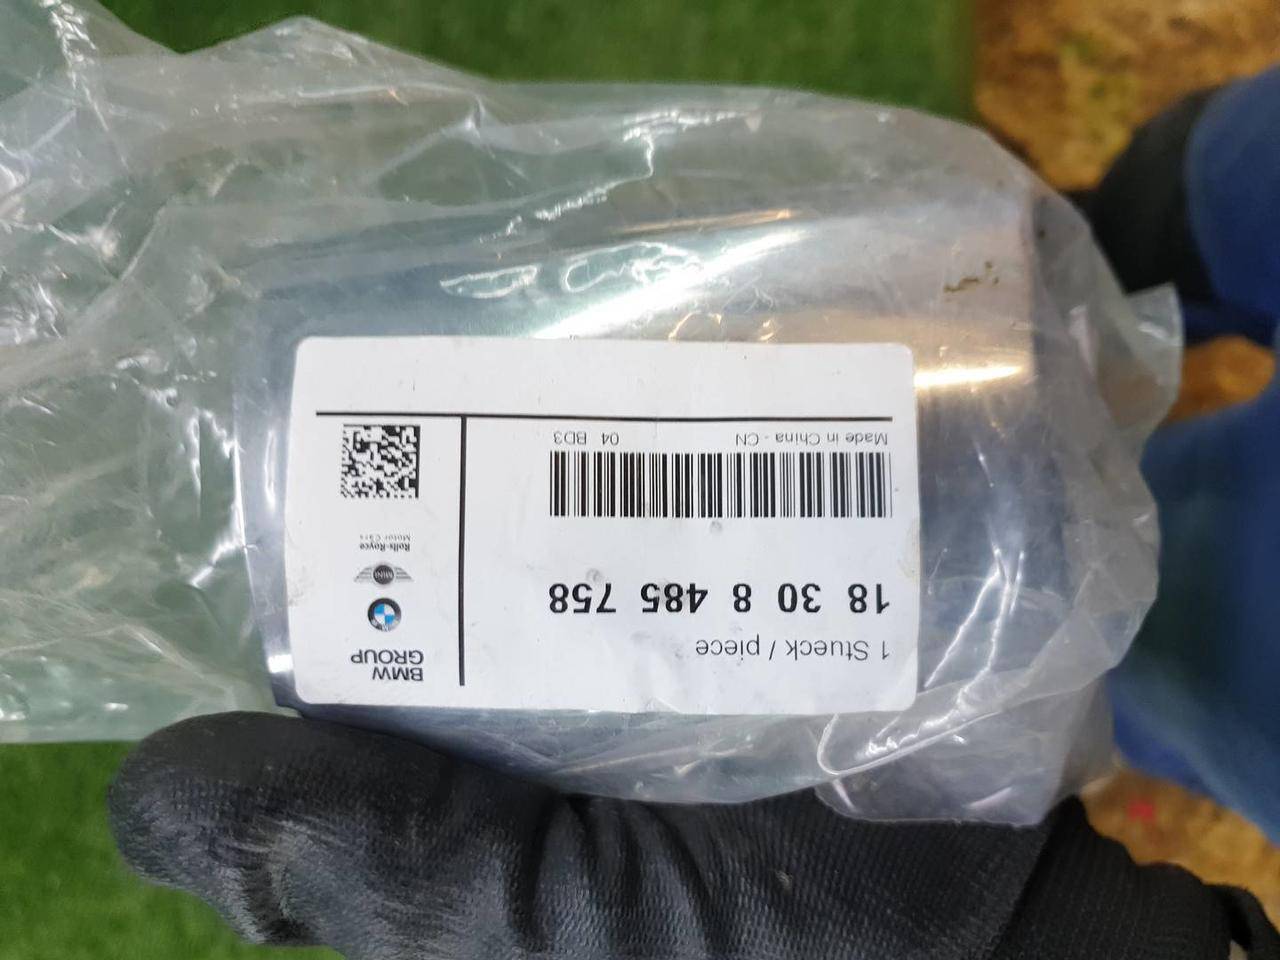 BMW
GROUP
MINI
Rolls-Royce
Motor Cars
1 Stueck / piece
18 30 8 485 758
Made in China - CN 04 BD3